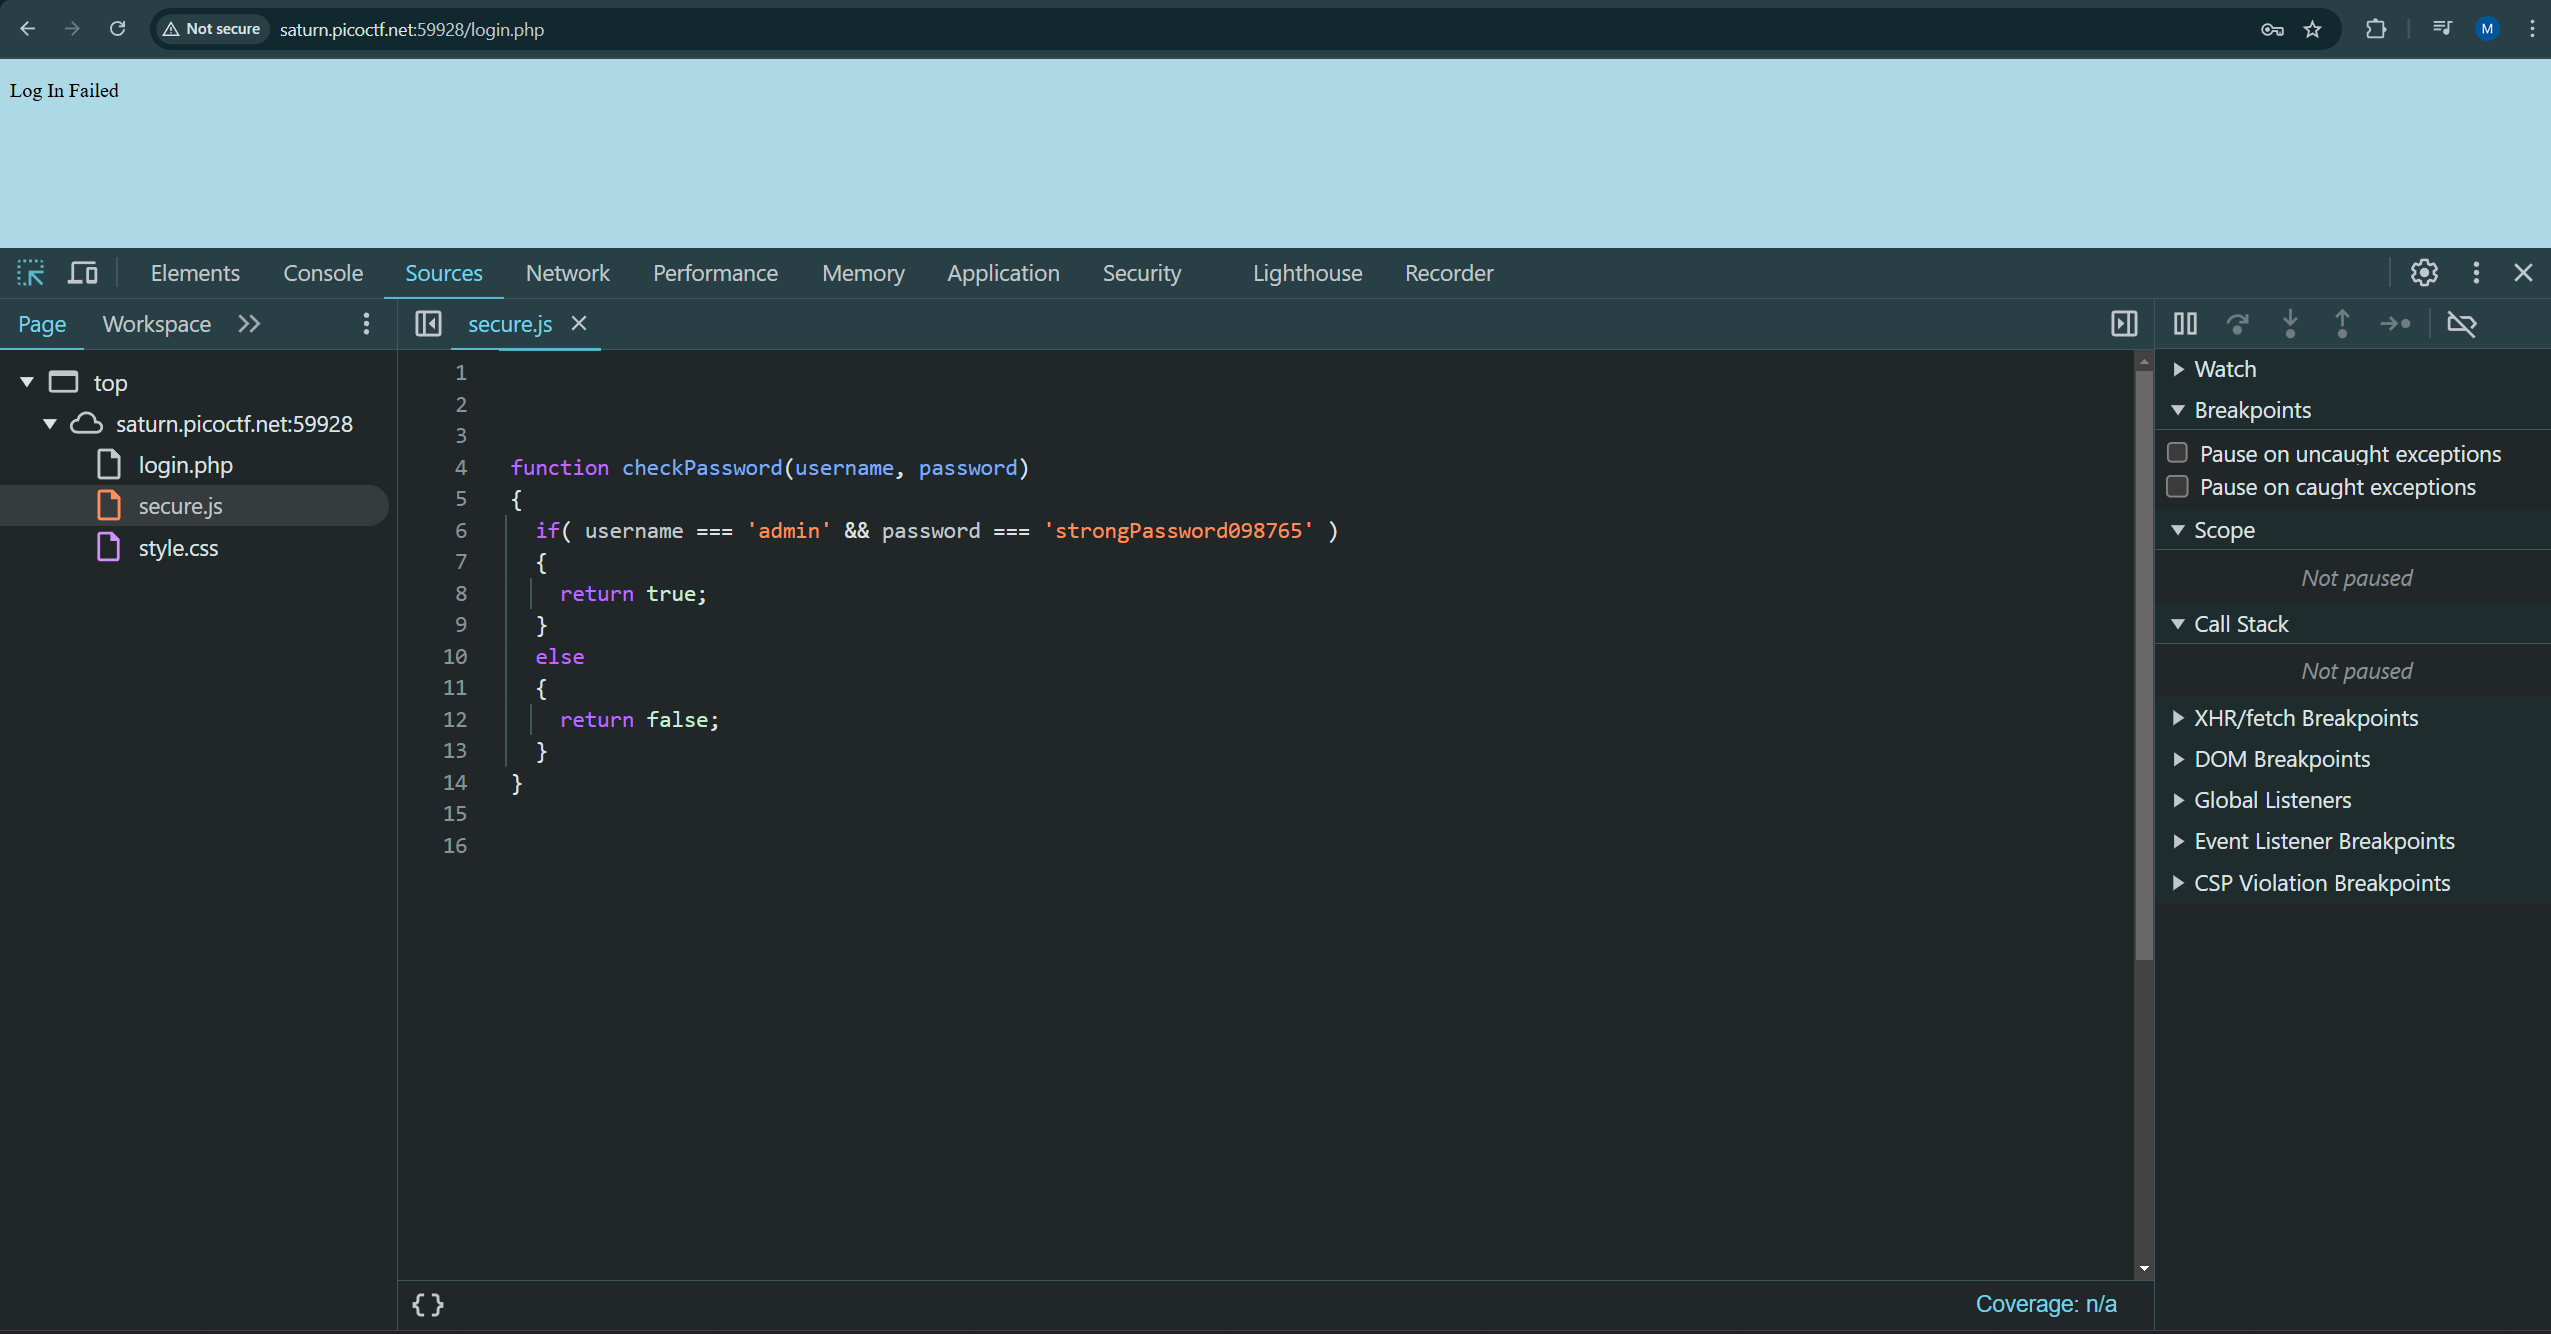 Not secure saturn.picoctf.net:59928/login.php M
Log In Failed
Elements Console Sources Network Performance Memory Application Security Lighthouse Recorder
Page Workspace
secure.js
top
saturn.picoctf.net:59928
login.php
secure.js
style.css
1
2
3
4 function checkPassword(username, password)
5 {
6 if( username === 'admin' && password === 'strongPassword098765' )
7 {
8 return true;
9 }
10 else
11 {
12 return false;
13 }
14 }
15
16
{ }
Coverage: n/a
Watch
Breakpoints
Pause on uncaught exceptions
Pause on caught exceptions
Scope
Not paused
Call Stack
Not paused
XHR/fetch Breakpoints
DOM Breakpoints
Global Listeners
Event Listener Breakpoints
CSP Violation Breakpoints